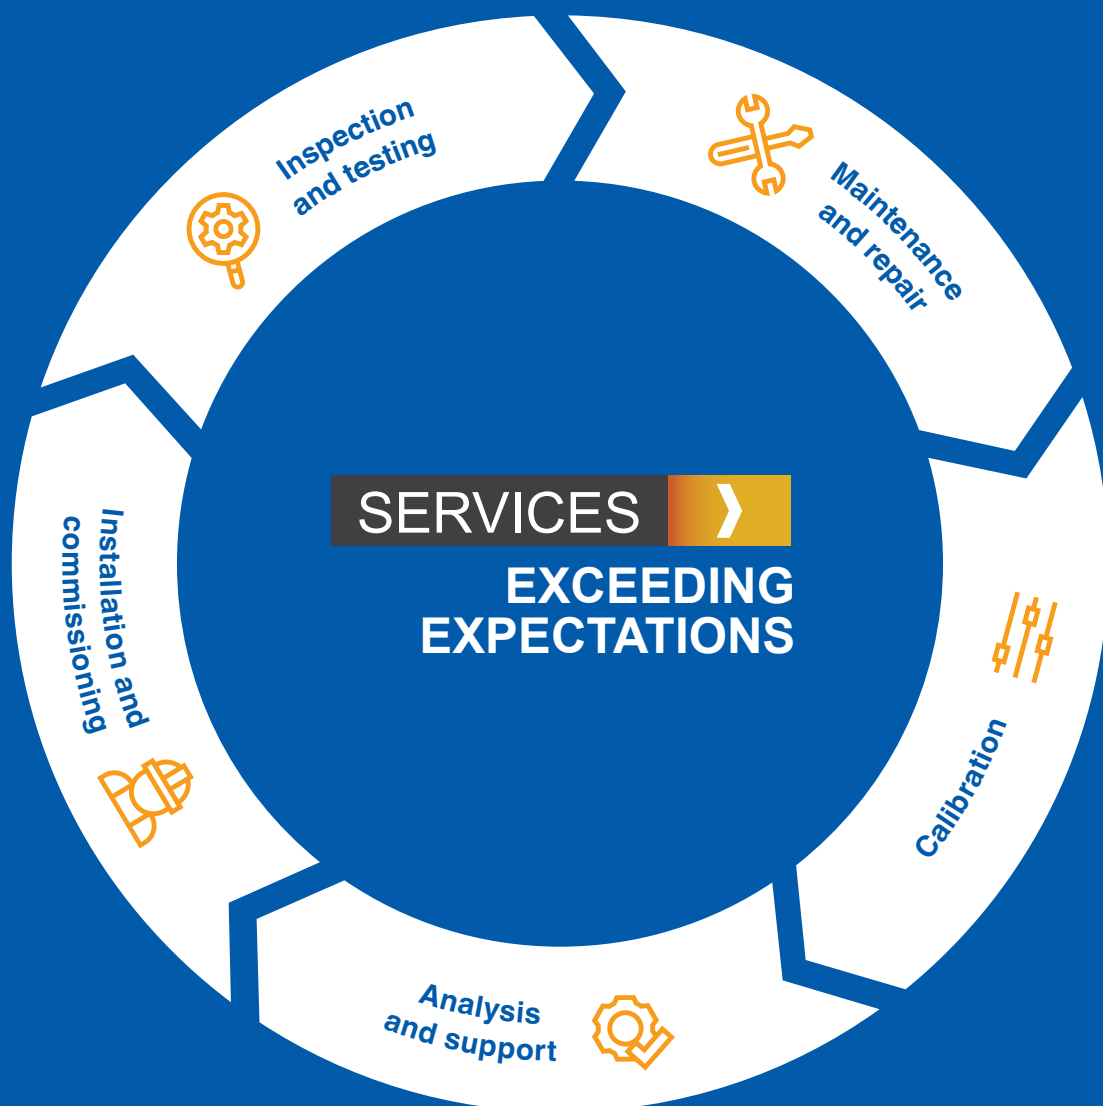 Inspection
and testing
Maintenance
and repair
SERVICES
EXCEEDING
EXPECTATIONS
Installation and
commissioning
Calibration
Analysis
and support